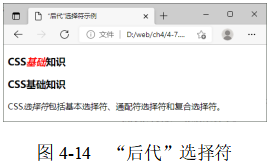 "后代"选择符示例
文件 D:/web/ch4/4-7....
CSS基础知识
CSS基础知识
CSS选择符包括基本选择符、通配符选择符和复合选择符。
图 4-14 “后代”选择符